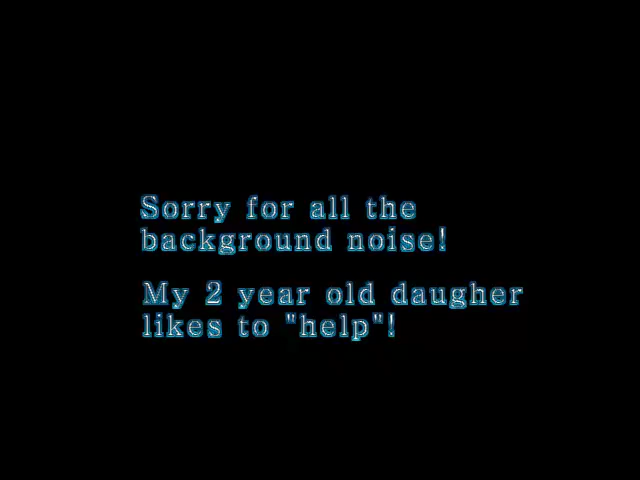 Sorry for all the
background noise!
My 2 year old daugher
likes to "help"!